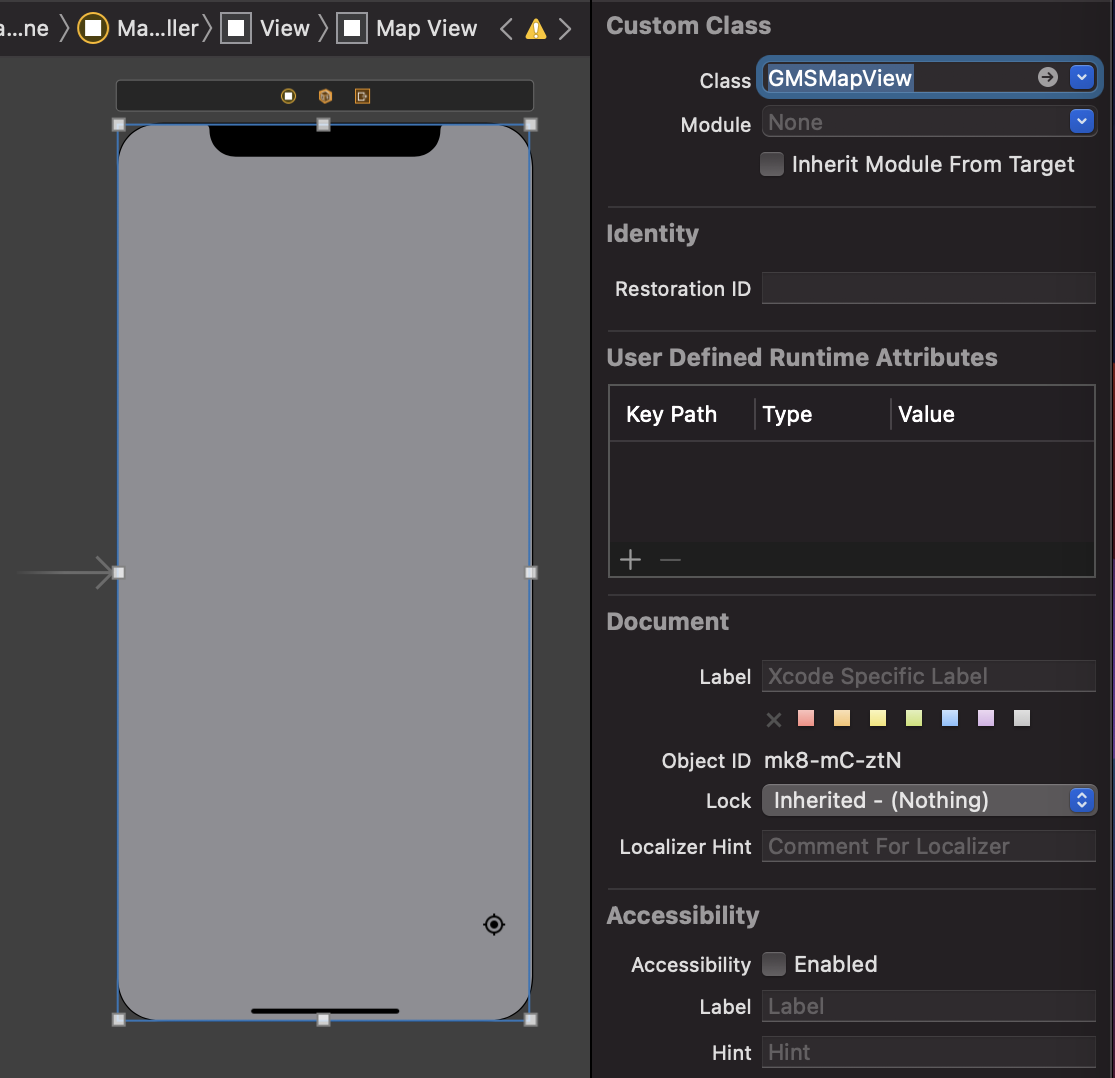 a...ne Ma...ller View Map View
Custom Class
Class GMSMapView
Module None
Inherit Module From Target
Identity
Restoration ID
User Defined Runtime Attributes
Key Path Type Value
Document
Label Xcode Specific Label
Object ID mk8-mC-ztN
Lock Inherited - (Nothing)
Localizer Hint Comment For Localizer
Accessibility
Accessibility Enabled
Label Label
Hint Hint